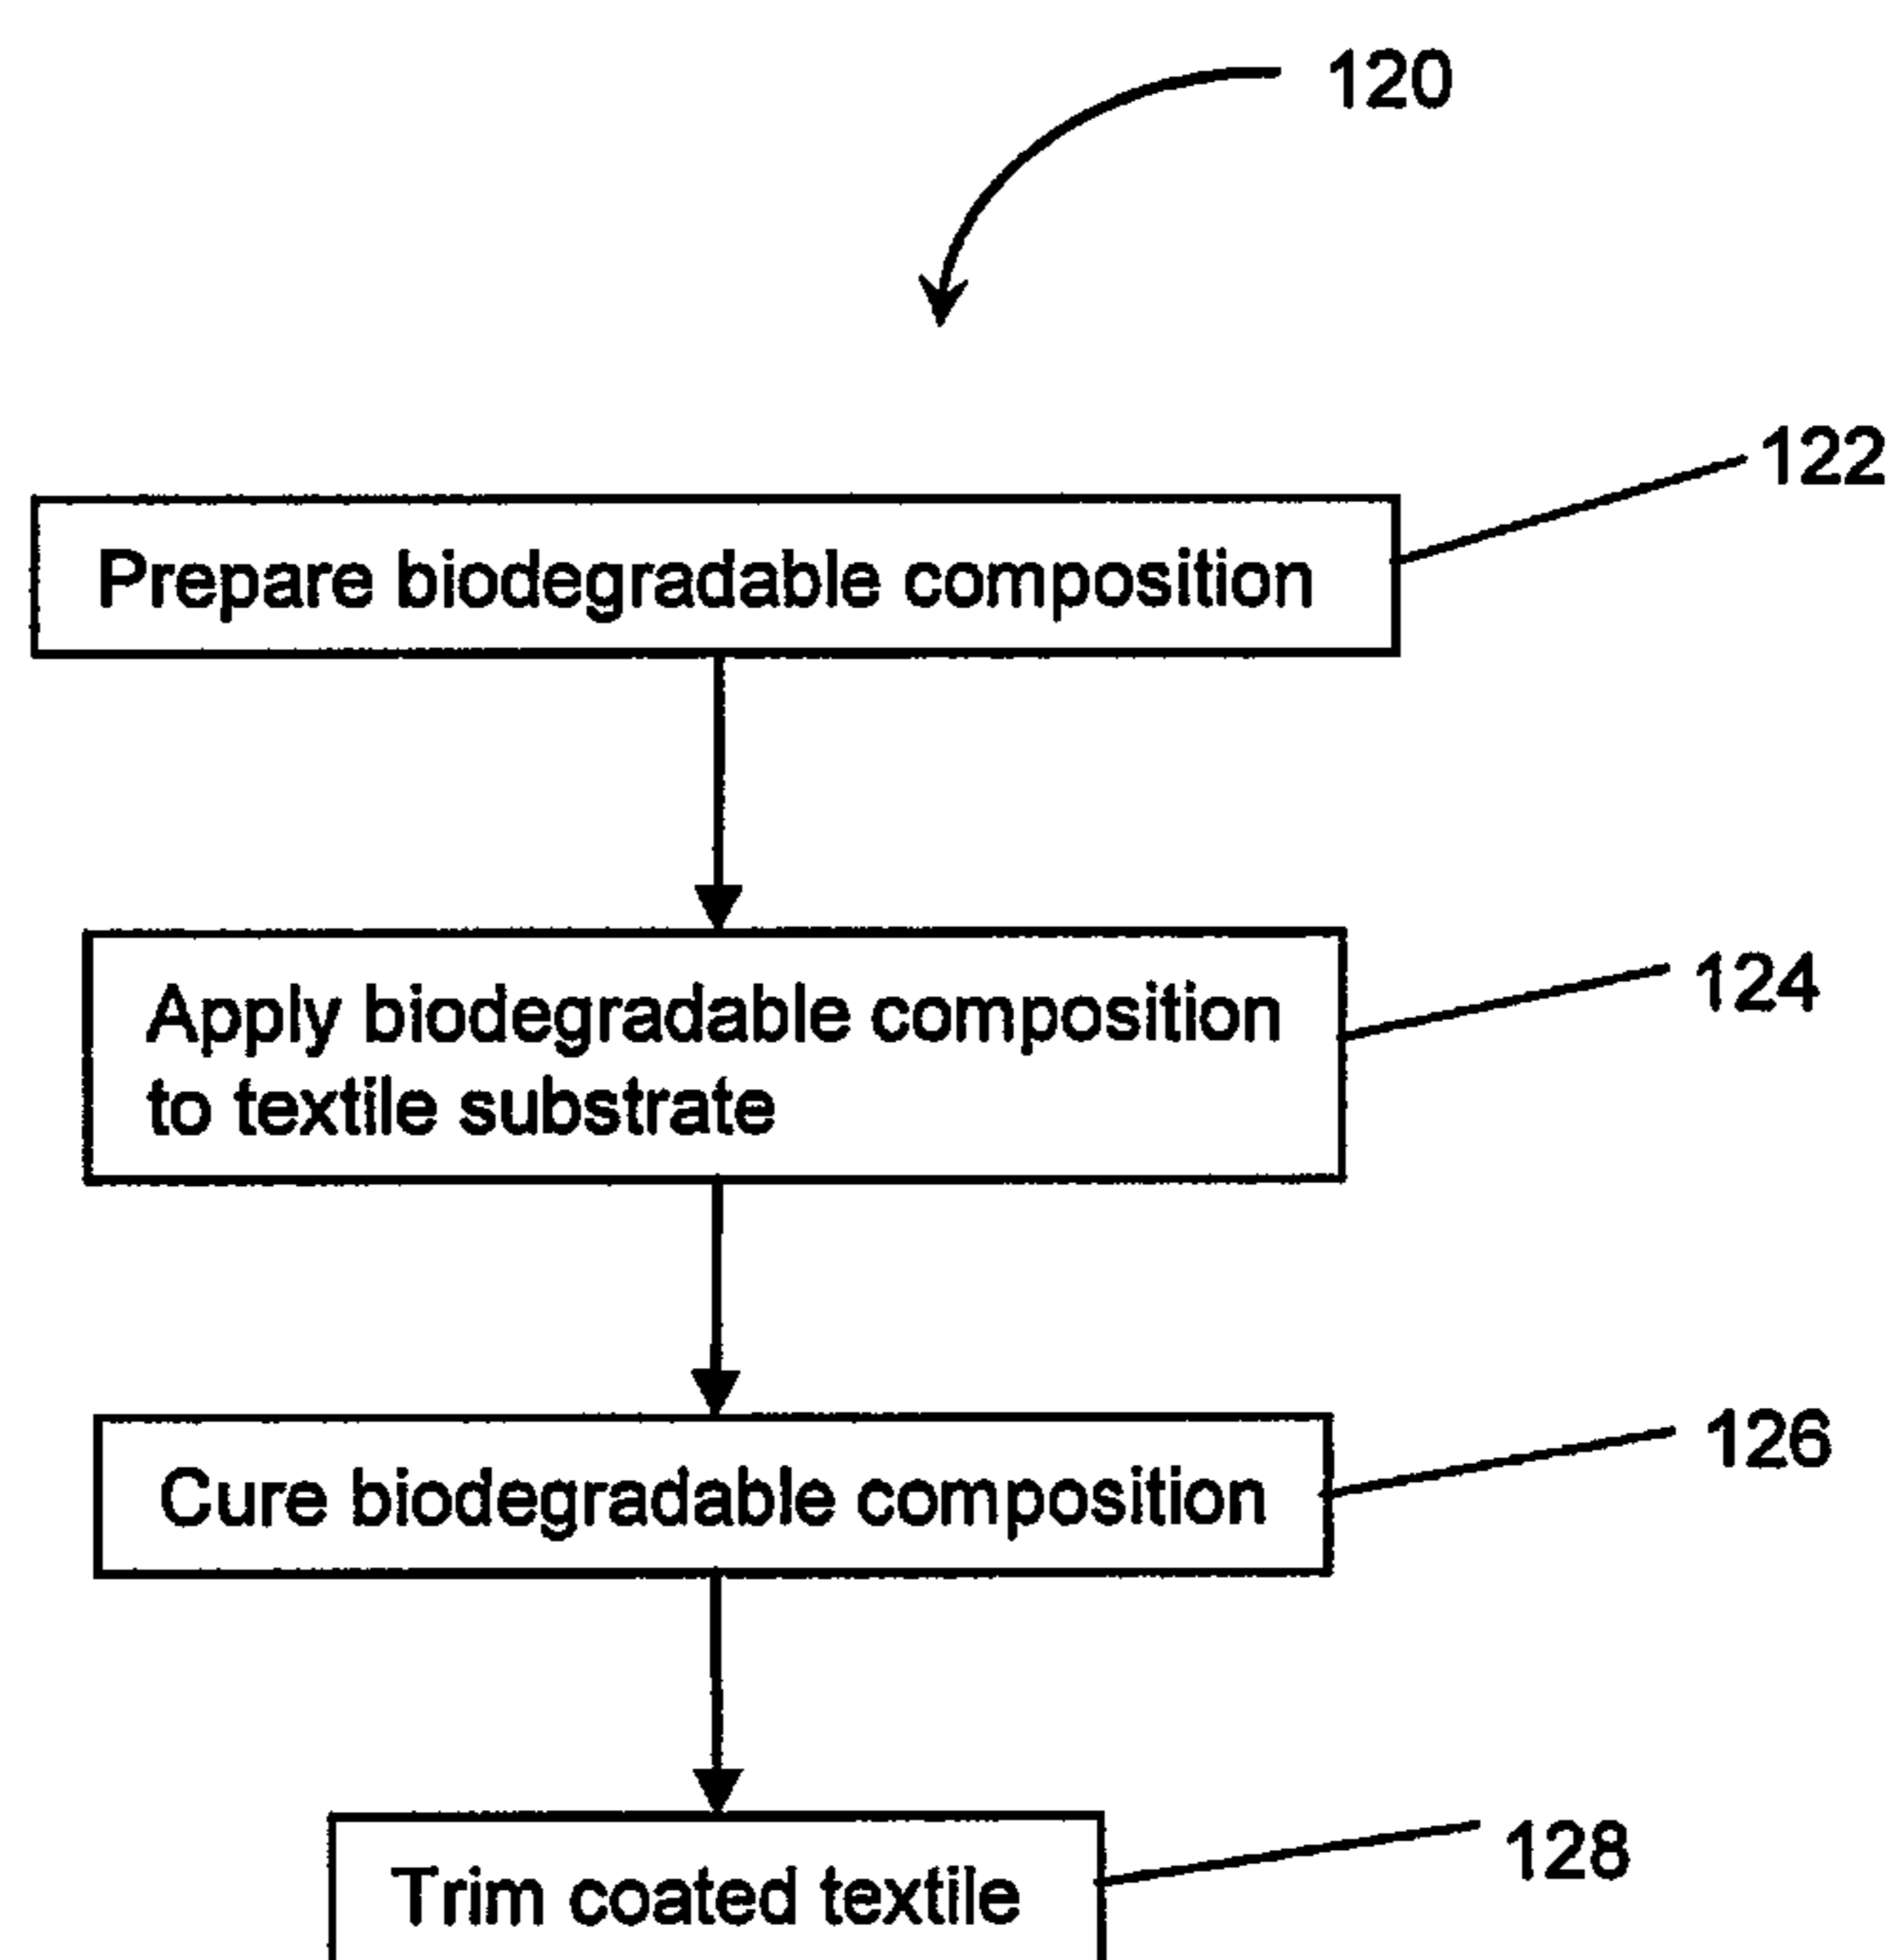 120
122
Prepare biodegradable composition
124
Apply biodegradable composition
to textile substrate
126
Cure biodegradable composition
128
Trim coated textile